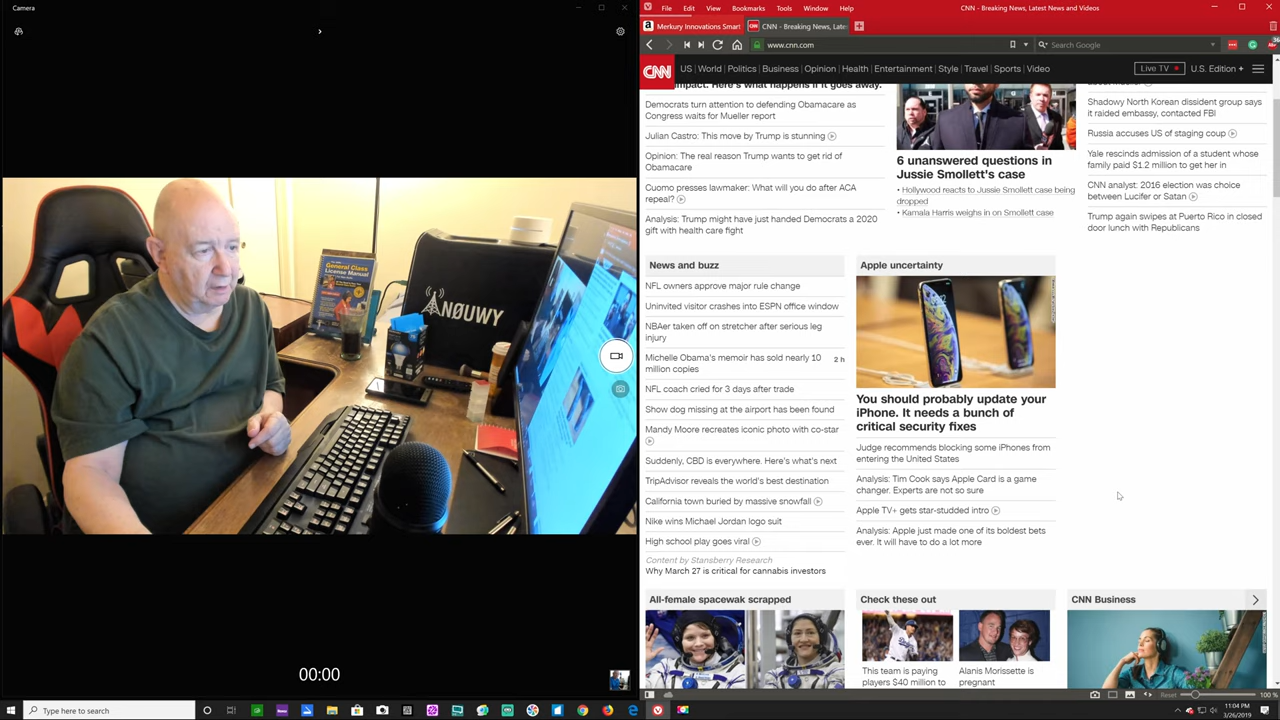 Camera
File Edit View Bookmarks Tools Window Help
CNN - Breaking News, Latest News and Videos
Merkury Innovations Smart
CNN - Breaking News, Late
www.cnn.com
Search Google
CNN
US World Politics Business Opinion Health Entertainment Style Travel Sports Video
Live TV
U.S. Edition +
impact. Here's what happens if it goes away.
Democrats turn attention to defending Obamacare as
Congress waits for Mueller report
Julian Castro: This move by Trump is stunning
Opinion: The real reason Trump wants to get rid of
Obamacare
Cuomo presses lawmaker: What will you do after ACA
repeal?
Analysis: Trump might have just handed Democrats a 2020
gift with health care fight
6 unanswered questions in
Jussie Smollett's case
• Hollywood reacts to Jussie Smollett case being
dropped
• Kamala Harris weighs in on Smollett case
Shadowy North Korean dissident group says
it raided embassy, contacted FBI
Russia accuses US of staging coup
Yale rescinds admission of a student whose
family paid $1.2 million to get her in
CNN analyst: 2016 election was choice
between Lucifer or Satan
Trump again swipes at Puerto Rico in closed
door lunch with Republicans
News and buzz
NFL owners approve major rule change
Uninvited visitor crashes into ESPN office window
NBAer taken off on stretcher after serious leg
injury
Michelle Obama's memoir has sold nearly 10
million copies
2 h
NFL coach cried for 3 days after trade
Show dog missing at the airport has been found
Mandy Moore recreates iconic photo with co-star
Suddenly, CBD is everywhere. Here's what's next
TripAdvisor reveals the world's best destination
California town buried by massive snowfall
Nike wins Michael Jordan logo suit
High school play goes viral
Content by Stansberry Research
Why March 27 is critical for cannabis investors
Apple uncertainty
You should probably update your
iPhone. It needs a bunch of
critical security fixes
Judge recommends blocking some iPhones from
entering the United States
Analysis: Tim Cook says Apple Card is a game
changer. Experts are not so sure
Apple TV+ gets star-studded intro
Analysis: Apple just made one of its boldest bets
ever. It will have to do a lot more
All-female spacewak scrapped
Check these out
This team is paying
players $40 million to
Alanis Morissette is
pregnant
CNN Business
General Class
License Manual
NØUWY
00:00
Reset
100 %
Type here to search
11:04 PM
3/26/2019